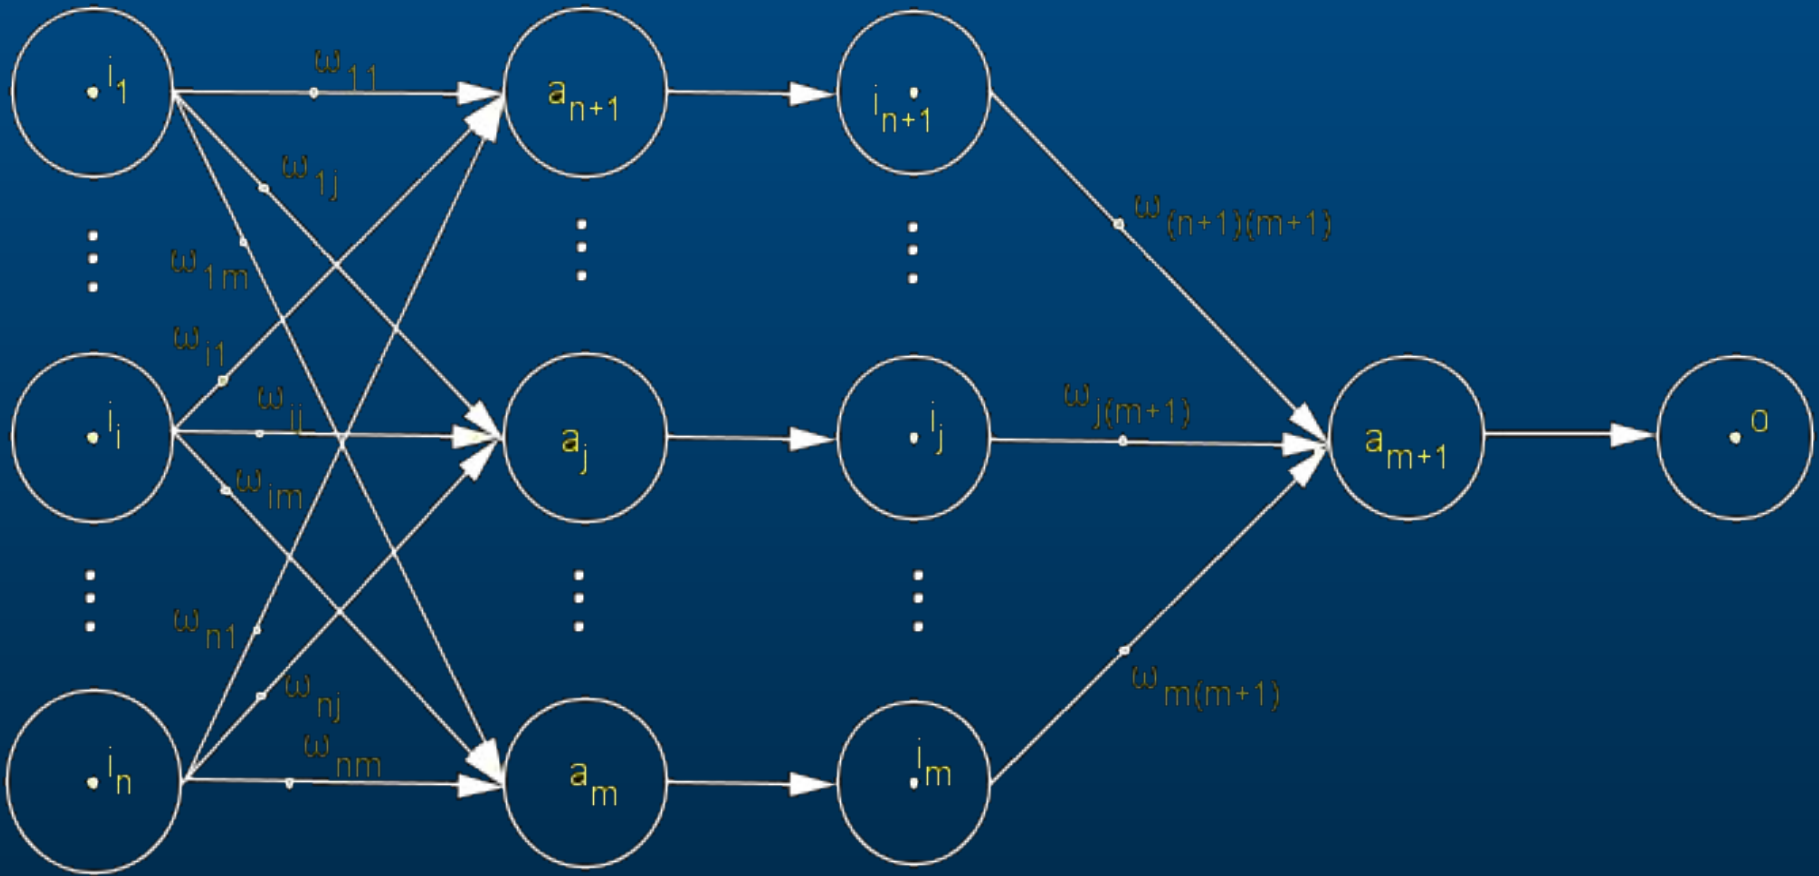 i₁
ω₁₁
aₙ₊₁
iₙ₊₁
ω₁ⱼ
ω₍ₙ₊₁₎₍ₘ₊₁₎
ω₁ₘ
ωᵢ₁
iᵢ
ωᵢⱼ
aⱼ
iⱼ
ωⱼ₍ₘ₊₁₎
aₘ₊₁
o
ωᵢₘ
ωₙ₁
ωₙⱼ
ωₘ₍ₘ₊₁₎
iₙ
ωₙₘ
aₘ
iₘ